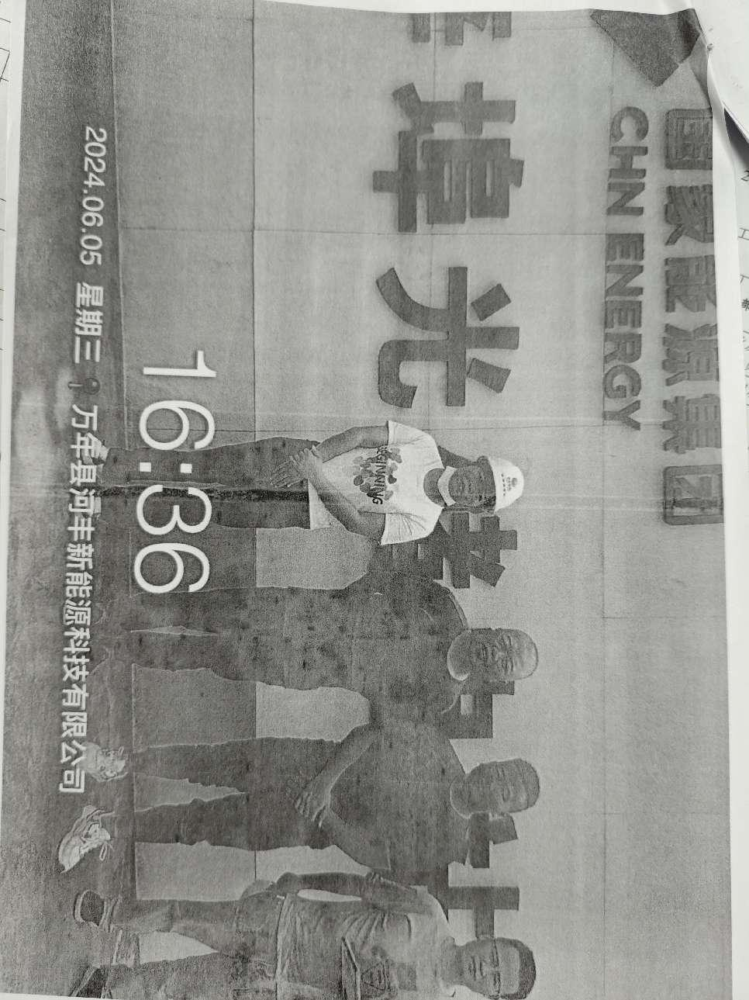 国家能源集团
CHN ENERGY
埠光
16:36
2024.06.05 星期三 万年县河丰新能源科技有限公司
BEGINNING